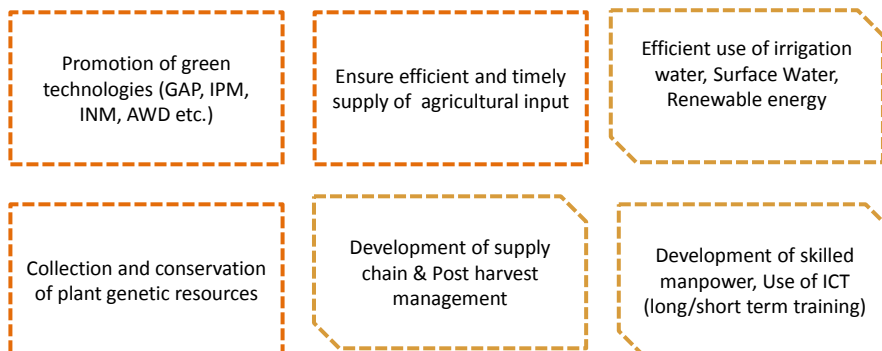 Promotion of green
technologies (GAP, IPM,
INM, AWD etc.)
Ensure efficient and timely
supply of agricultural input
Efficient use of irrigation
water, Surface Water,
Renewable energy
Collection and conservation
of plant genetic resources
Development of supply
chain & Post harvest
management
Development of skilled
manpower, Use of ICT
(long/short term training)